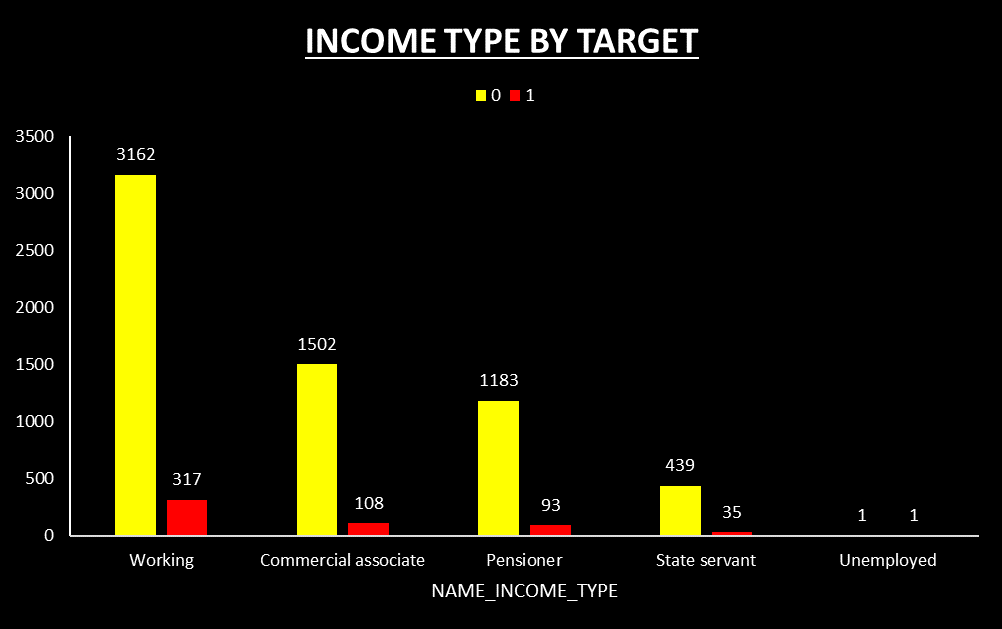 INCOME TYPE BY TARGET
0 1
3500
3000
2500
2000
1500
1000
500
0
3162
317
1502
108
1183
93
439
35
1
1
Working
Commercial associate
Pensioner
State servant
Unemployed
NAME_INCOME_TYPE